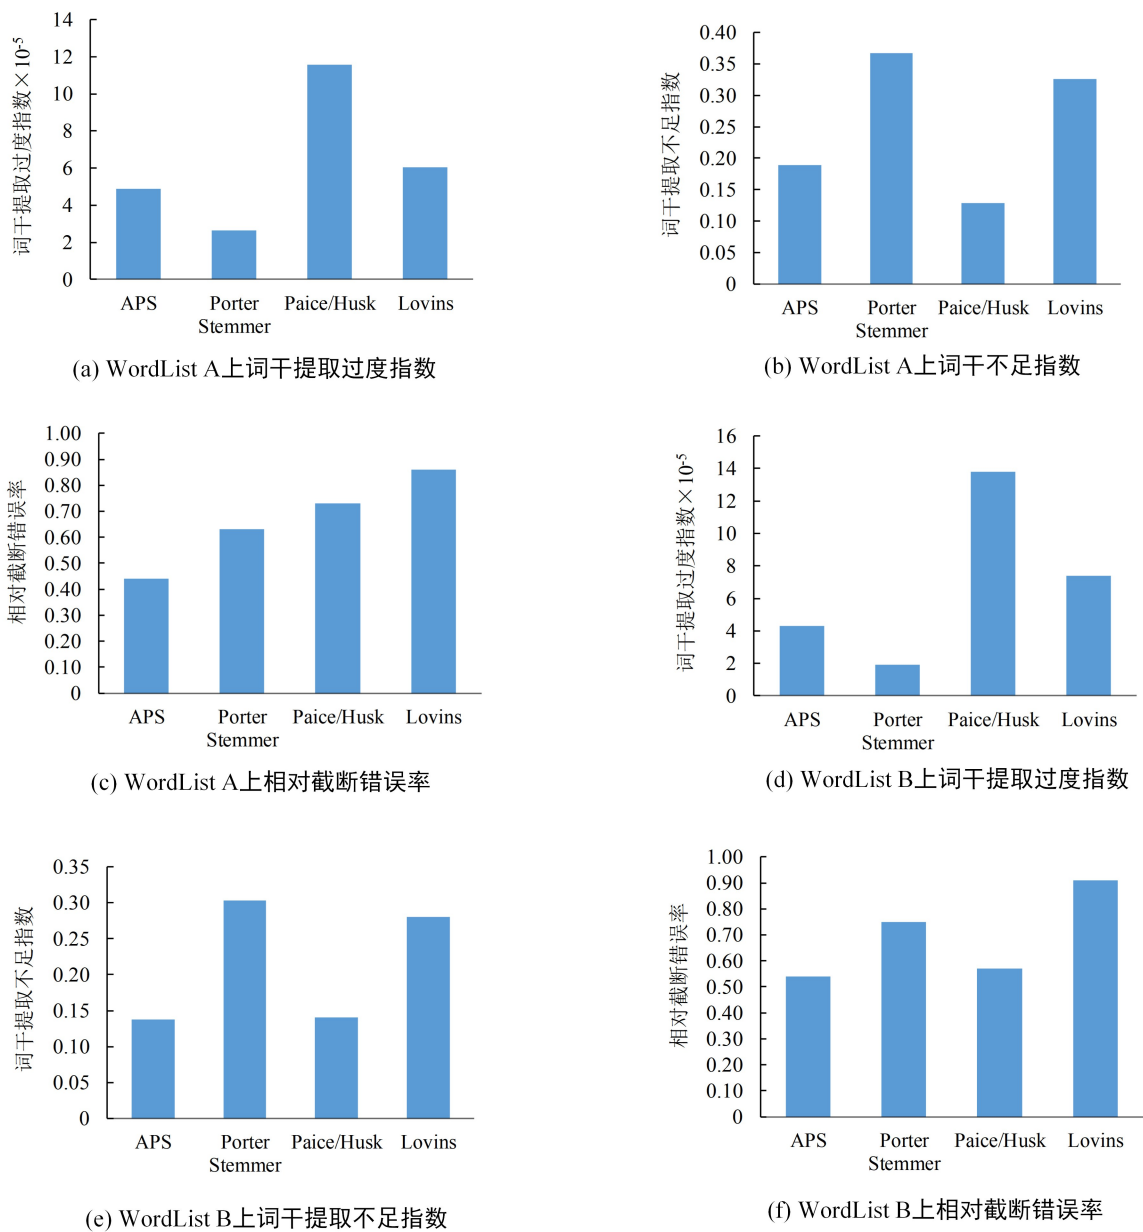 词干提取过度指数×10⁻⁵
14
12
10
8
6
4
2
0
APS
Porter
Stemmer
Paice/Husk
Lovins
(a) WordList A上词干提取过度指数
词干提取不足指数
0.40
0.35
0.30
0.25
0.20
0.15
0.10
0.05
0
APS
Porter
Stemmer
Paice/Husk
Lovins
(b) WordList A上词干不足指数
相对截断错误率
1.00
0.90
0.80
0.70
0.60
0.50
0.40
0.30
0.20
0.10
0
APS
Porter
Stemmer
Paice/Husk
Lovins
(c) WordList A上相对截断错误率
词干提取过度指数×10⁻⁵
16
14
12
10
8
6
4
2
0
APS
Porter
Stemmer
Paice/Husk
Lovins
(d) WordList B上词干提取过度指数
词干提取不足指数
0.35
0.30
0.25
0.20
0.15
0.10
0.05
0
APS
Porter
Stemmer
Paice/Husk
Lovins
(e) WordList B上词干提取不足指数
相对截断错误率
1.00
0.90
0.80
0.70
0.60
0.50
0.40
0.30
0.20
0.10
0
APS
Porter
Stemmer
Paice/Husk
Lovins
(f) WordList B上相对截断错误率